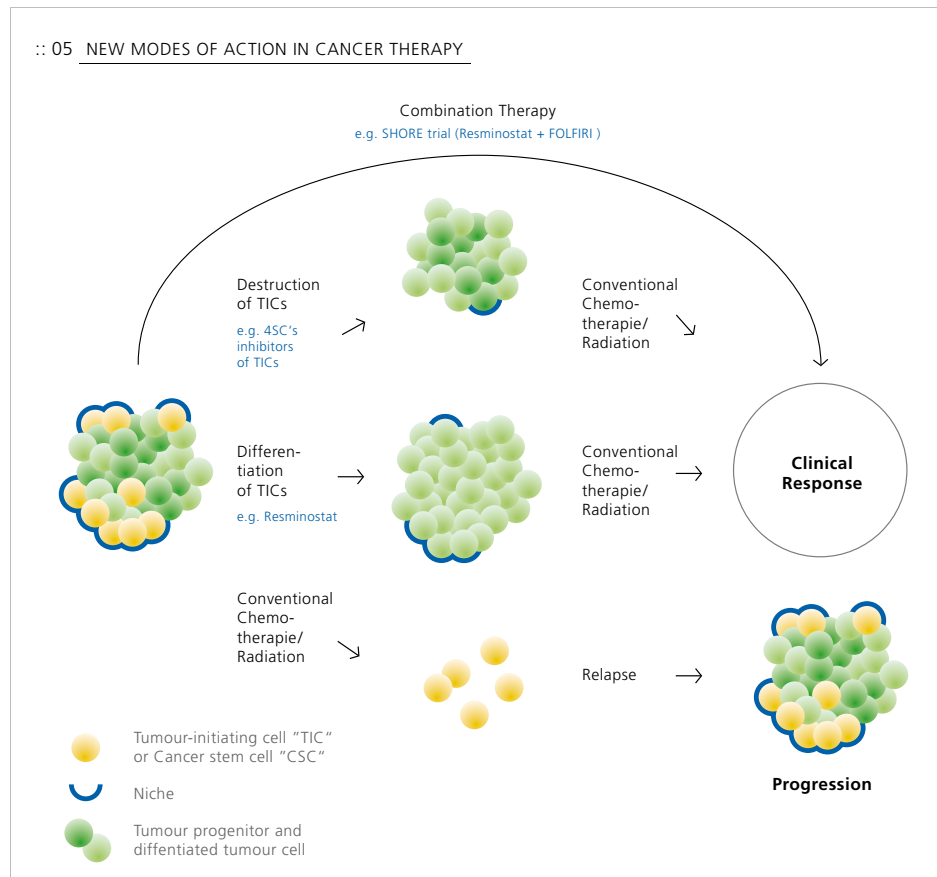 :: 05 NEW MODES OF ACTION IN CANCER THERAPY
Combination Therapy
e.g. SHORE trial (Resminostat + FOLFIRI )
Destruction
of TICs
e.g. 4SC's
inhibitors
of TICs
Conventional
Chemo-
therapie/
Radiation
Differen-
tiation
of TICs
e.g. Resminostat
Conventional
Chemo-
therapie/
Radiation
Clinical
Response
Conventional
Chemo-
therapie/
Radiation
Relapse
Progression
Tumour-initiating cell "TIC"
or Cancer stem cell "CSC"
Niche
Tumour progenitor and
diffentiated tumour cell